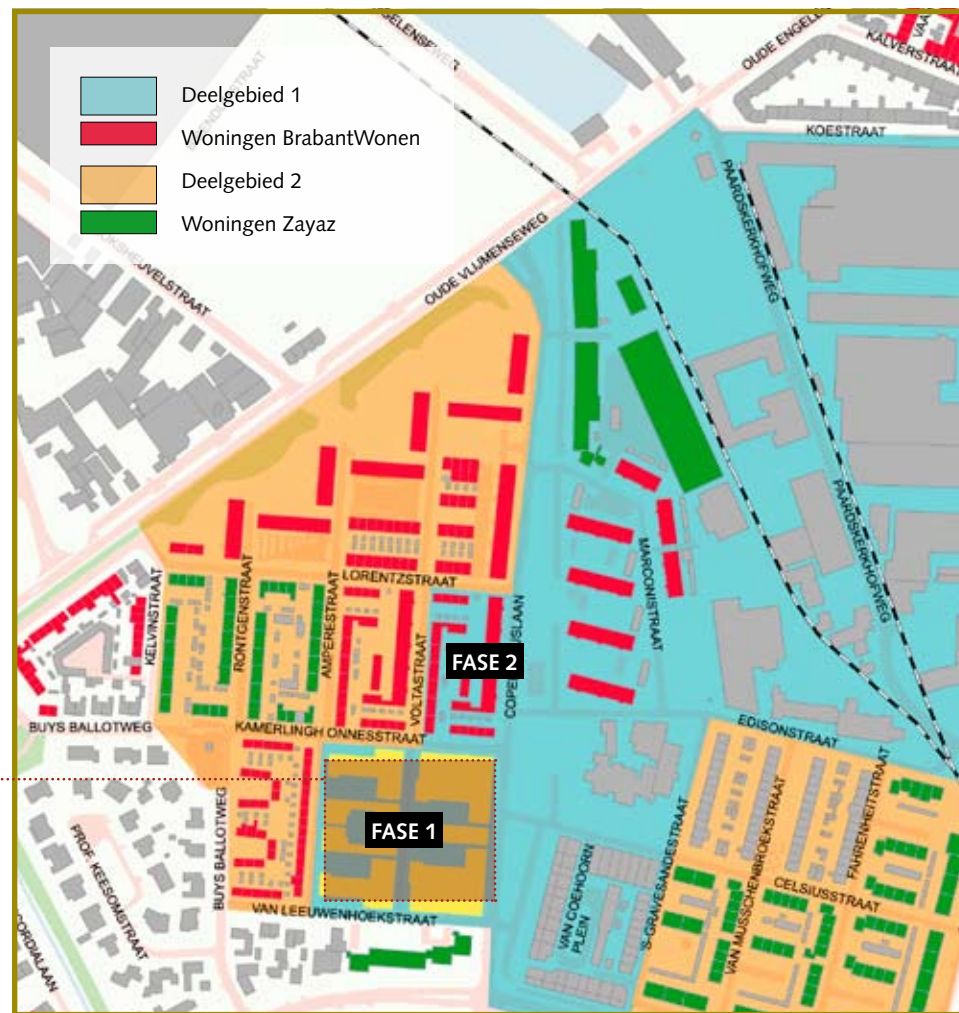 OUDE ENGELE
KALVERSTRAAT
KOESTRAAT
Deelgebied 1
Woningen BrabantWonen
Deelgebied 2
Woningen Zayaz
OUDE VLIJMENSEWEG
PAARDSKERKHOFWEG
PAARDSKERKHOFWEG
LORENTZSTRAAT
KELVINSTRAAT
RÖNTGENSTRAAT
AMPERESTRAAT
VOLTASTRAAT
MARCONISTRAAT
FASE 2
BUYS BALLOTWEG
KAMERLINGH ONNESSTRAAT
EDISONSTRAAT
FASE 1
BUYS BALLOTWEG
PROF. KEESOMSTRAAT
VAN LEEUWENHOEKSTRAAT
VAN COEHOORN
PLEIN
'S-GRAVESANDESTRAAT
VAN MUSSCHENBROEKSTRAAT
FAHRENHEITSTRAAT
CELSIUSSTRAAT
OORDALAAN